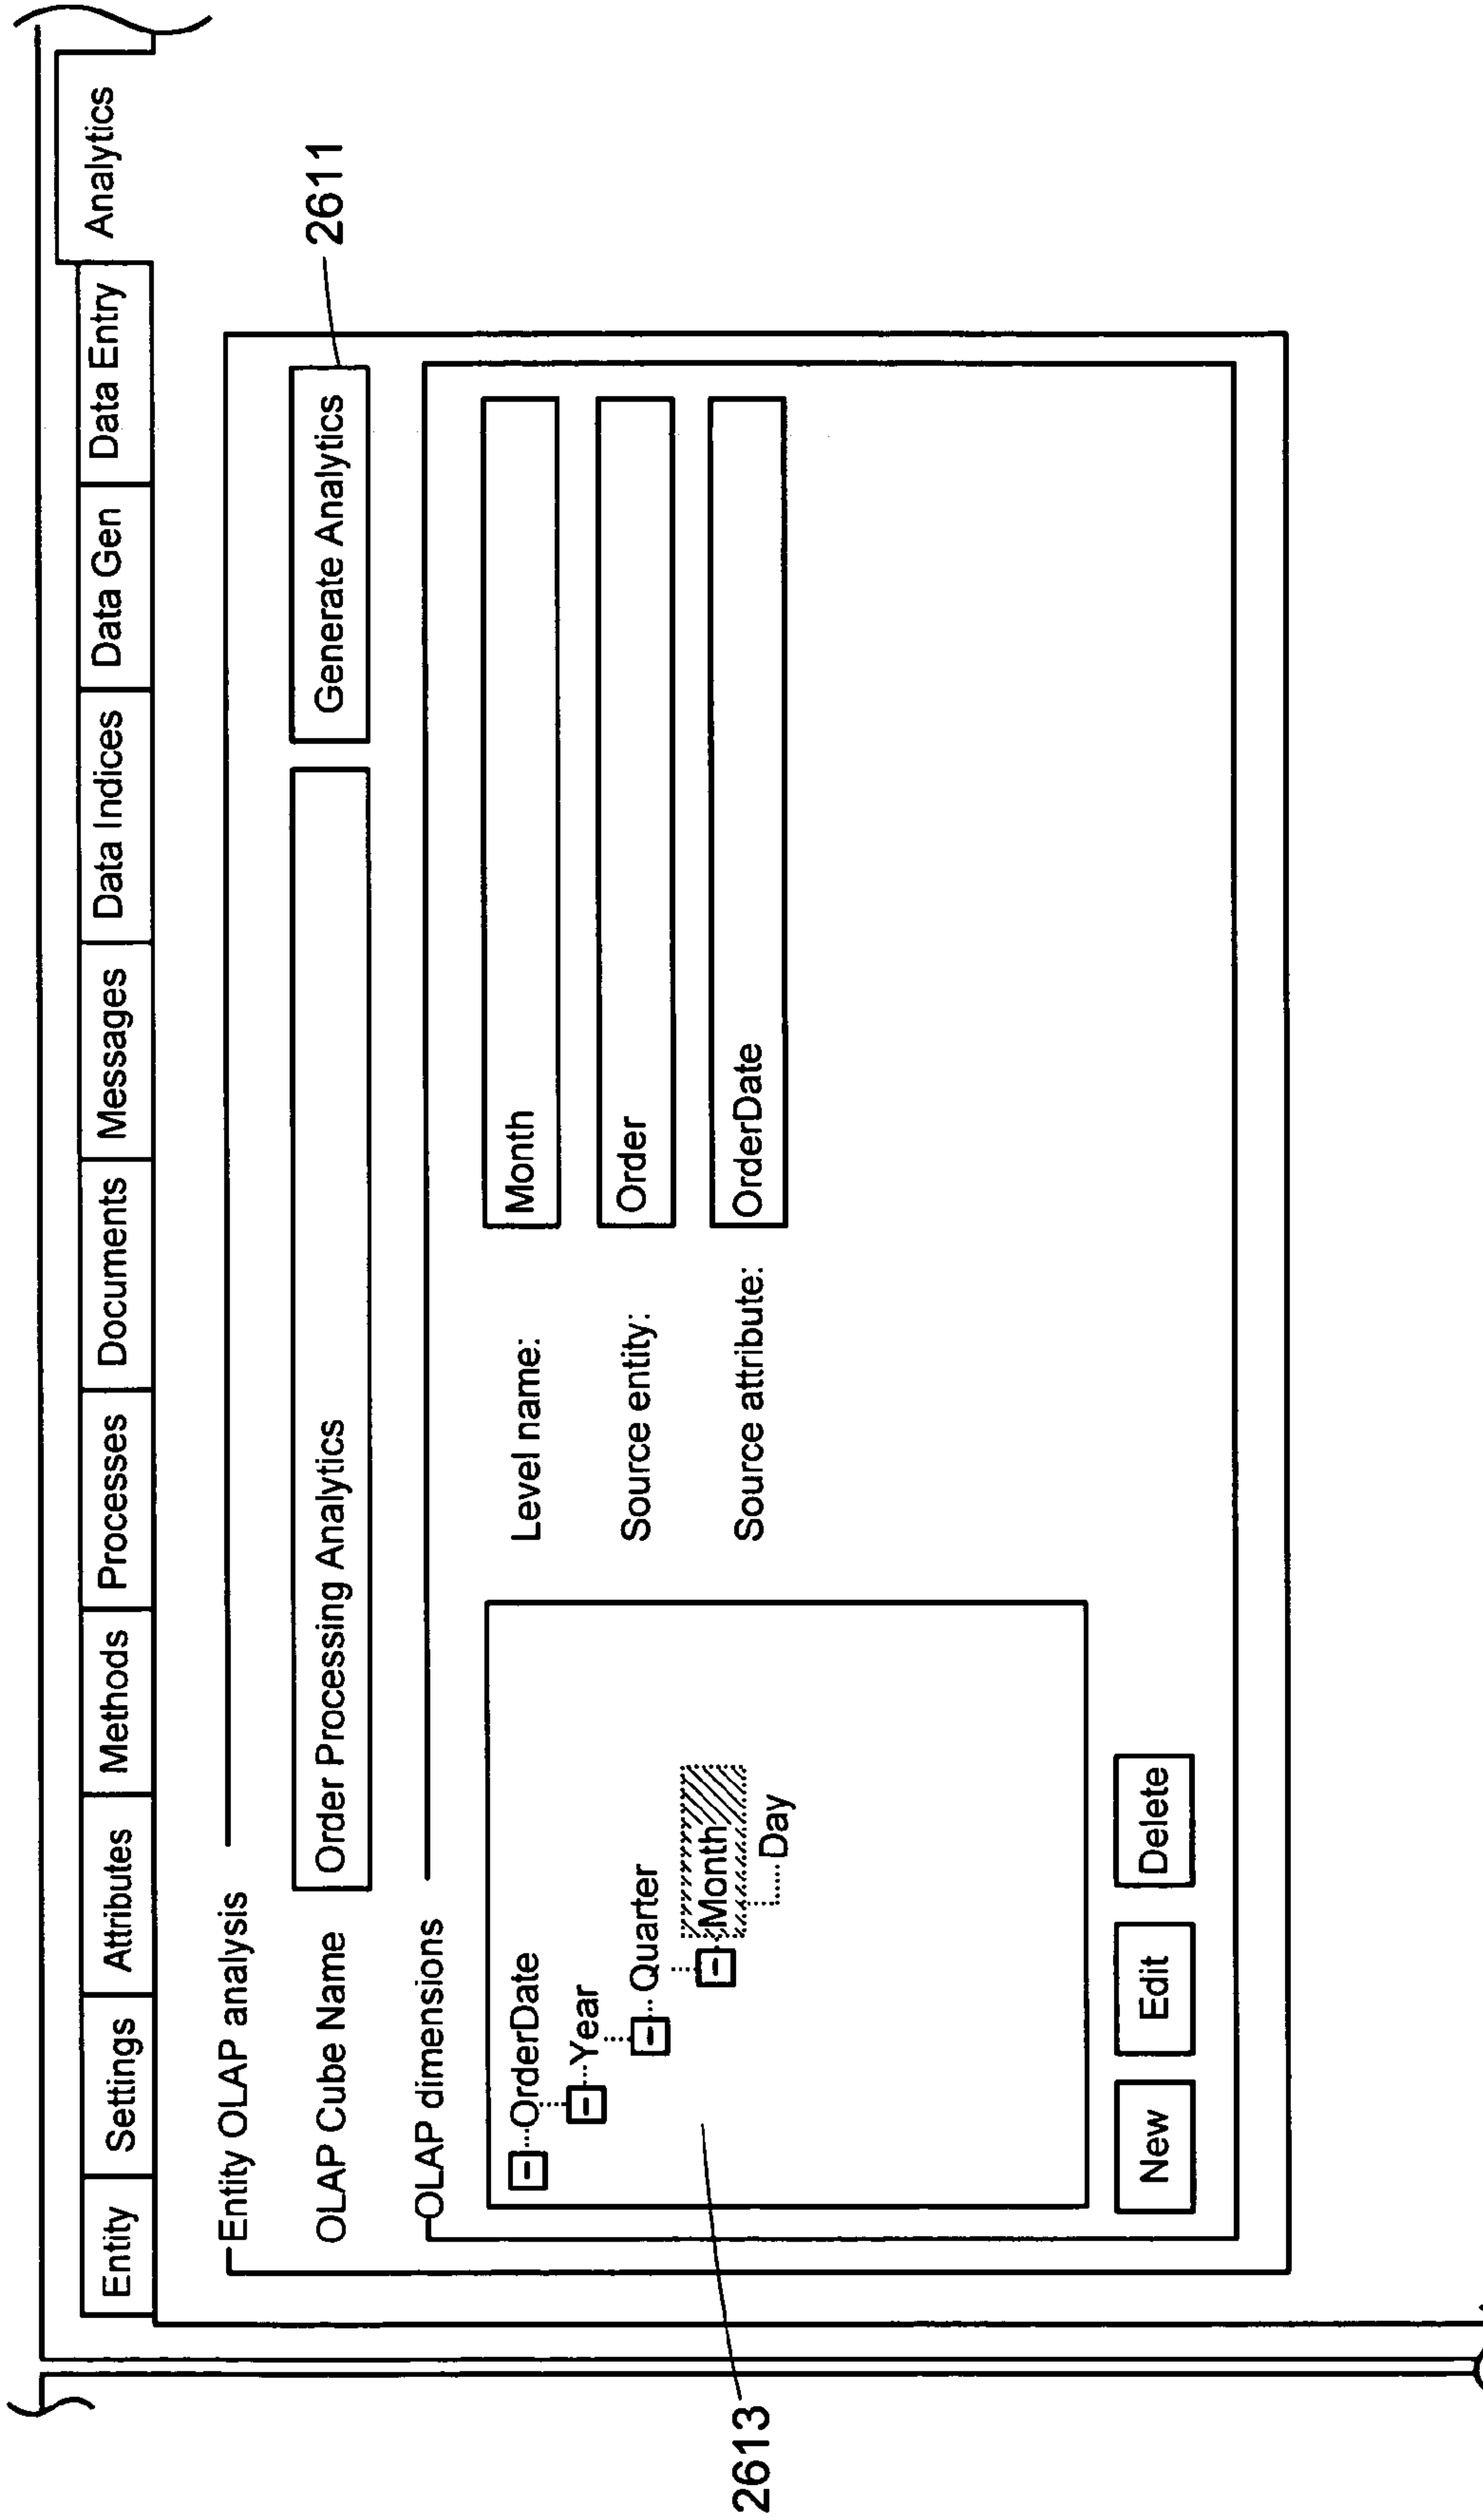 Entity Settings Attributes Methods Processes Documents Messages Data Indices Data Gen Data Entry Analytics
Entity OLAP analysis
OLAP Cube Name Order Processing Analytics Generate Analytics
2611
OLAP dimensions
OrderDate
Year
Quarter
Month
Day
Level name: Month
Source entity: Order
Source attribute: OrderDate
2613
New Edit Delete